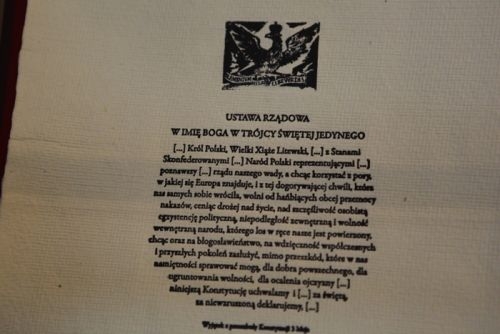 USTAWA RZĄDOWA
W IMIĘ BOGA W TRÓJCY ŚWIĘTEJ JEDYNEGO
[...] Król Polski, Wielki Xiąże Litewski, [...] z Stanami
Skonfederowanymi [...] Naród Polski reprezentującymi [...]
poznawszy [...] rządu naszego wady, a chcąc korzystać z pory,
w jakiej się Europa znajduje, i z tej dogorywającej chwili, która
nas samych sobie wróciła, wolni od hańbiących obcej przemocy
nakazów, ceniąc drożej nad życie, nad szczęśliwość osobistą
egzystencję polityczną, niepodległość zewnętrzną i wolność
wewnętrzną narodu, którego los w ręce nasze jest powierzony,
chcąc oraz na błogosławieństwo, na wdzięczność współczesnych
i przyszłych pokoleń zasłużyć, mimo przeszkód, które w nas
namiętności sprawować mogą, dla dobra powszechnego, dla
ugruntowania wolności, dla ocalenia ojczyzny [...]
niniejszą Konstytucję uchwalamy i [...] za świętą,
za niewzruszoną deklarujemy, [...]
Wyjątek z preambuły Konstytucji 3 Maja